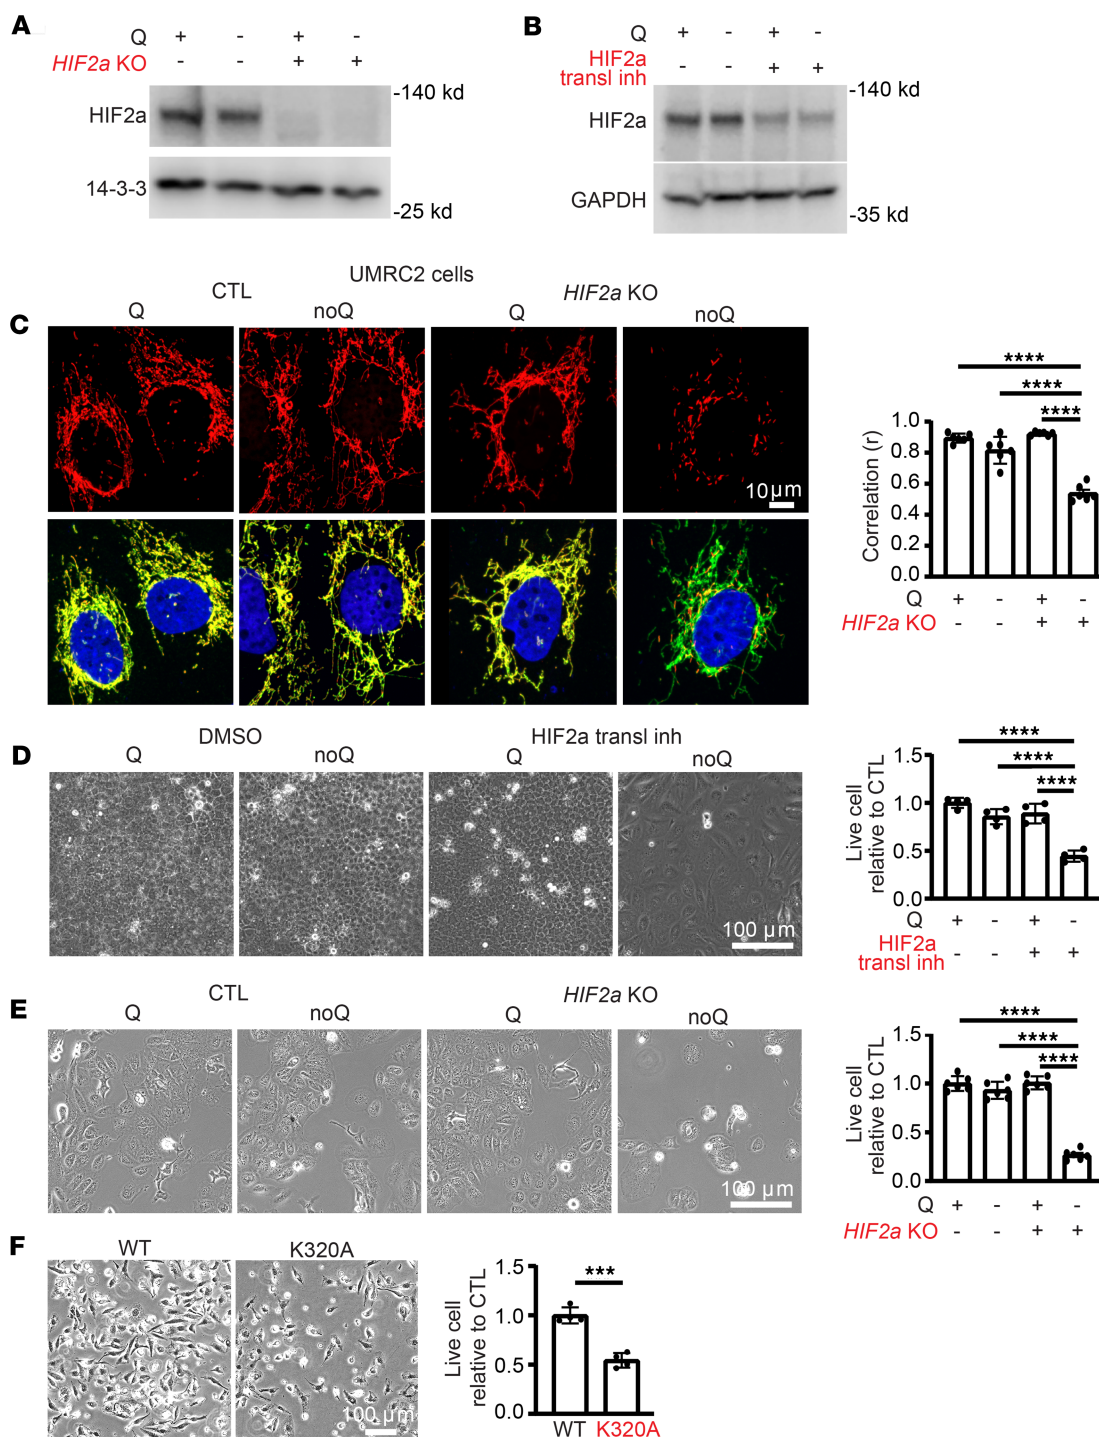 A
Q + - + -
HIF2a KO - - + +
HIF2a
-140 kd
14-3-3
-25 kd
B
Q + - + -
HIF2a
transl inh - - + +
HIF2a
-140 kd
GAPDH
-35 kd
C
UMRC2 cells
CTL HIF2a KO
Q noQ Q noQ
10 µm
**** 
****
****
Correlation (r)
1.0
0.8
0.6
0.4
0.2
0.0
Q + - + -
HIF2a KO - - + +
D
DMSO HIF2a transl inh
Q noQ Q noQ
100 µm
****
****
****
Live cell
relative to CTL
1.5
1.0
0.5
0.0
Q + - + -
HIF2a
transl inh - - + +
E
CTL HIF2a KO
Q noQ Q noQ
100 µm
****
****
****
Live cell
relative to CTL
1.5
1.0
0.5
0.0
Q + - + -
HIF2a KO - - + +
F
WT K320A
100 µm
***
Live cell
relative to CTL
1.5
1.0
0.5
0.0
WT K320A